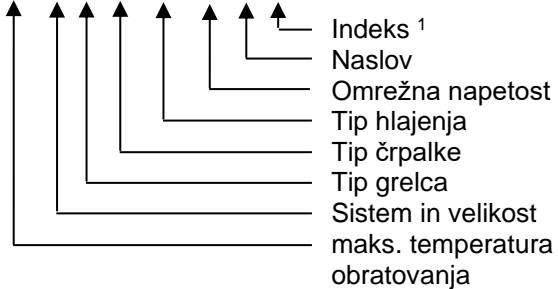 Indeks ¹
Naslov
Omrežna napetost
Tip hlajenja
Tip črpalke
Tip grelca
Sistem in velikost
maks. temperatura
obratovanja